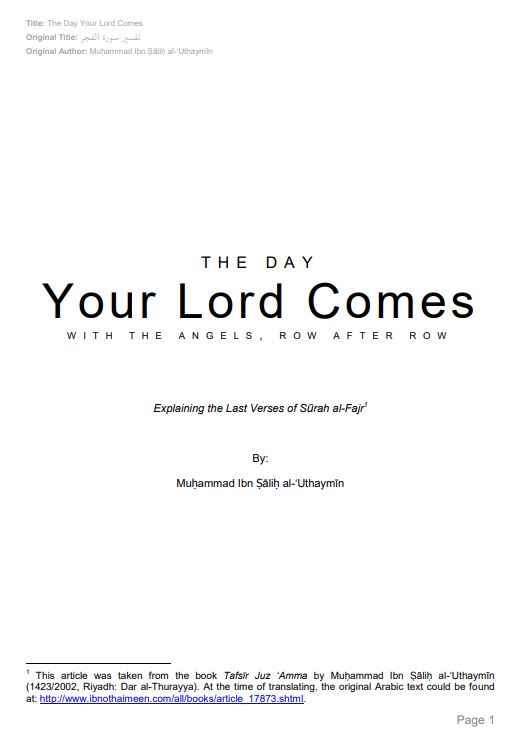 Title: The Day Your Lord Comes
Original Title: تفسير سورة الفجر
Original Author: Muḥammad Ibn Ṣāliḥ al-‘Uthaymīn
THE DAY
Your Lord Comes
WITH THE ANGELS, ROW AFTER ROW
Explaining the Last Verses of Sūrah al-Fajr¹
By:
Muḥammad Ibn Ṣāliḥ al-‘Uthaymīn
¹ This article was taken from the book Tafsīr Juz ‘Amma by Muḥammad Ibn Ṣāliḥ al-‘Uthaymīn
(1423/2002, Riyadh: Dar al-Thurayya). At the time of translating, the original Arabic text could be found
at: http://www.ibnothaimeen.com/all/books/article_17873.shtml.
Page 1